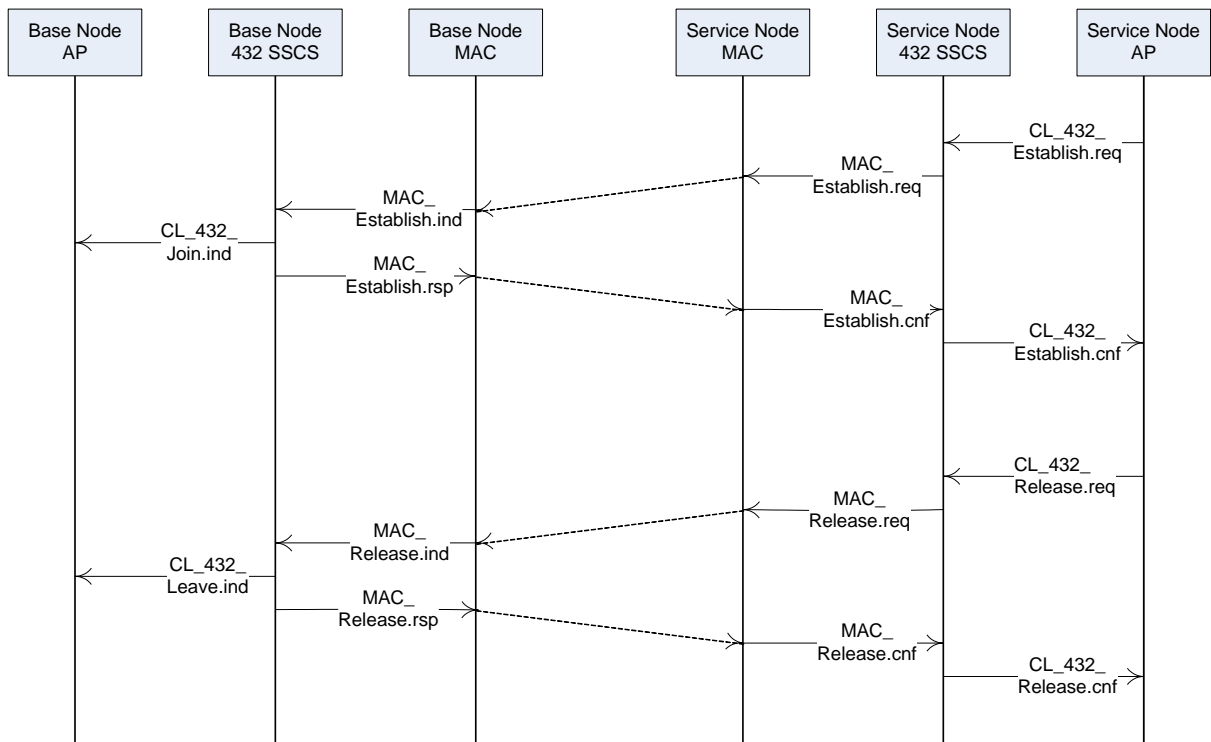 Base Node
AP
Base Node
432 SSCS
Base Node
MAC
Service Node
MAC
Service Node
432 SSCS
Service Node
AP
CL_432_
Establish.req
MAC_
Establish.req
MAC_
Establish.ind
CL_432_
Join.ind
MAC_
Establish.rsp
MAC_
Establish.cnf
CL_432_
Establish.cnf
CL_432_
Release.req
MAC_
Release.req
MAC_
Release.ind
CL_432_
Leave.ind
MAC_
Release.rsp
MAC_
Release.cnf
CL_432_
Release.cnf